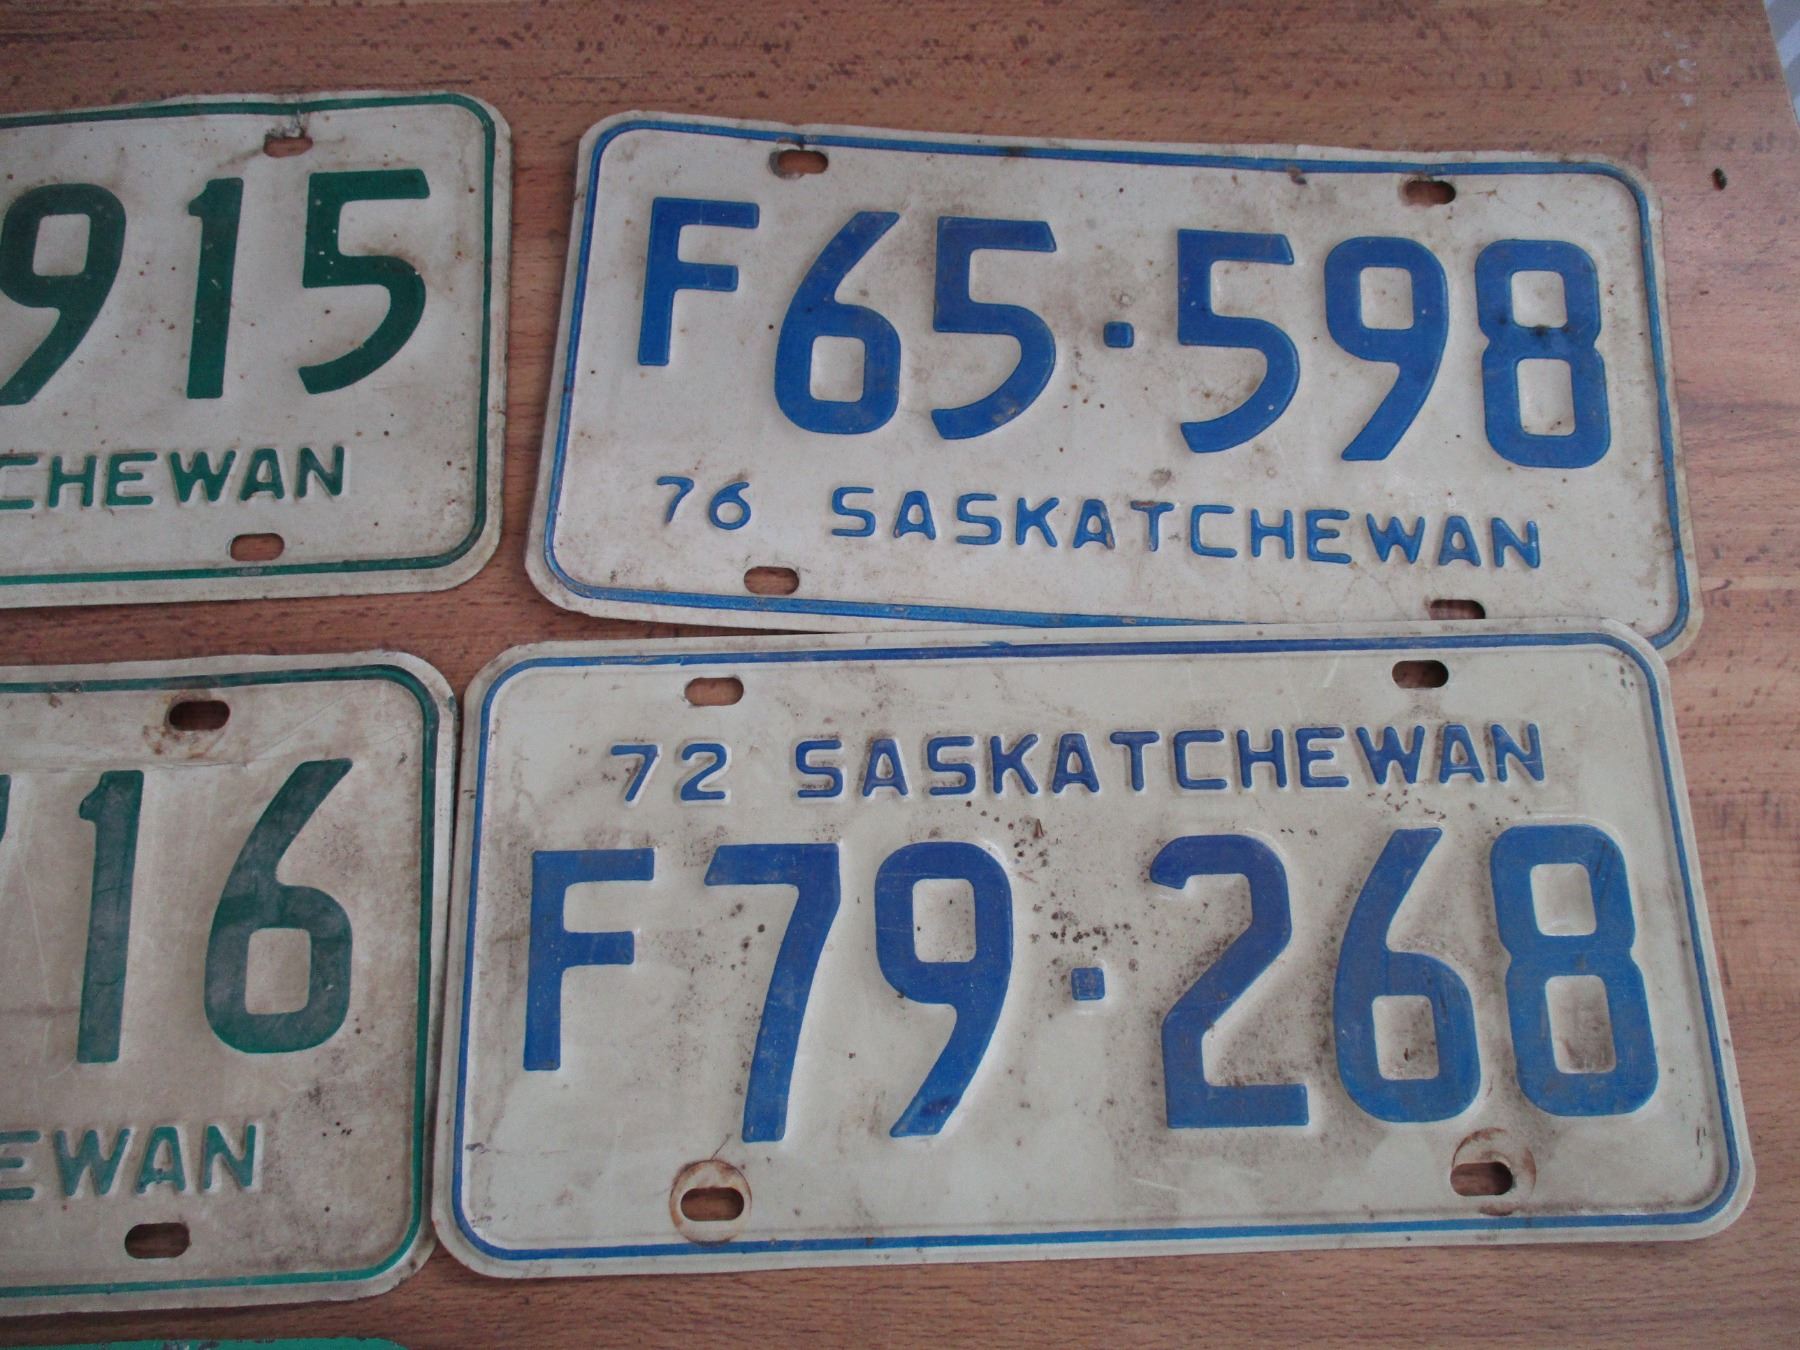 915
CHEWAN
F65·598
76 SASKATCHEWAN
16
EWAN
72 SASKATCHEWAN
F79·268